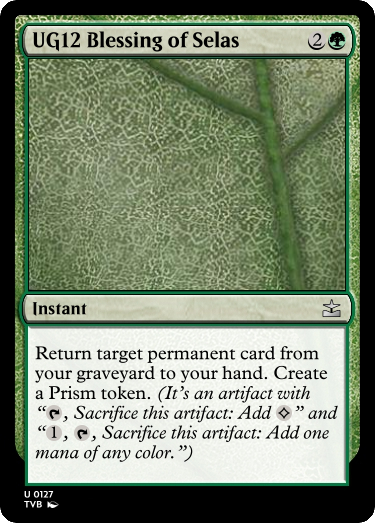 UG12 Blessing of Selas 2
Instant
Return target permanent card from
your graveyard to your hand. Create
a Prism token. (It's an artifact with
“, Sacrifice this artifact: Add ” and
“1, , Sacrifice this artifact: Add one
mana of any color.”)
U 0127
TVB